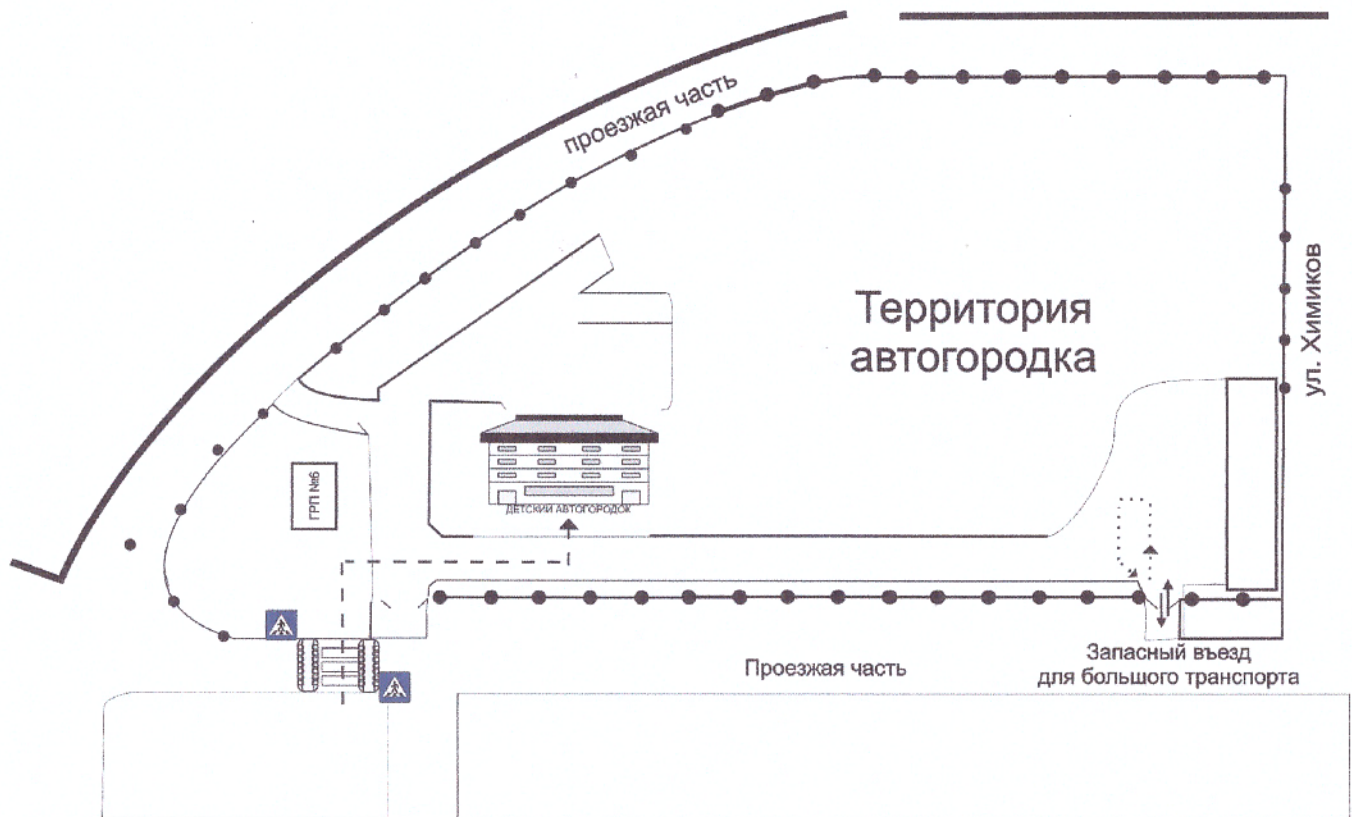 проезжая часть
Территория
автогородка
ул. Химиков
ГРП №6
ДЕТСКИЙ АВТОГОРОДОК
Проезжая часть
Запасный въезд
для большого транспорта